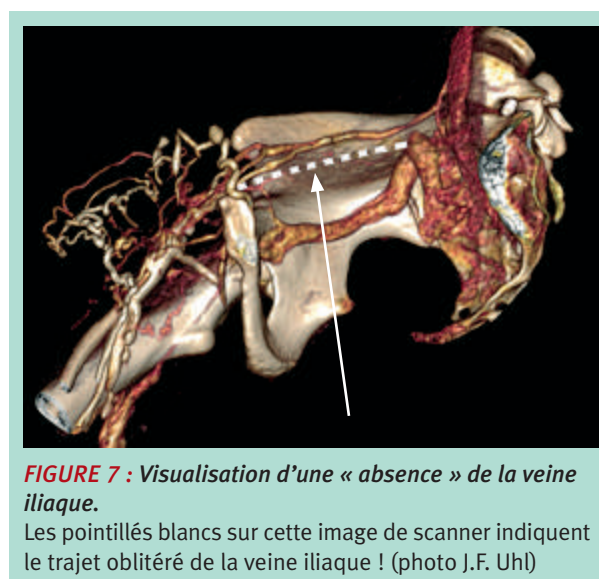 FIGURE 7 : Visualisation d’une « absence » de la veine
iliaque.
Les pointillés blancs sur cette image de scanner indiquent
le trajet oblitéré de la veine iliaque ! (photo J.F. Uhl)